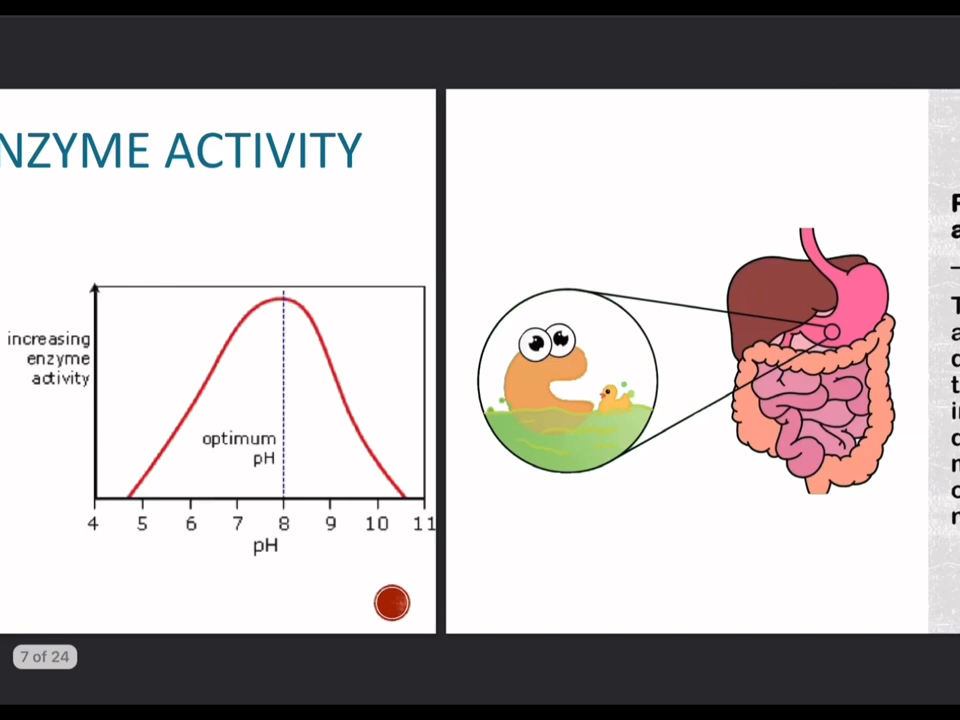 NZYME ACTIVITY
increasing
enzyme
activity
optimum
pH
4 5 6 7 8 9 10 11
pH
7 of 24